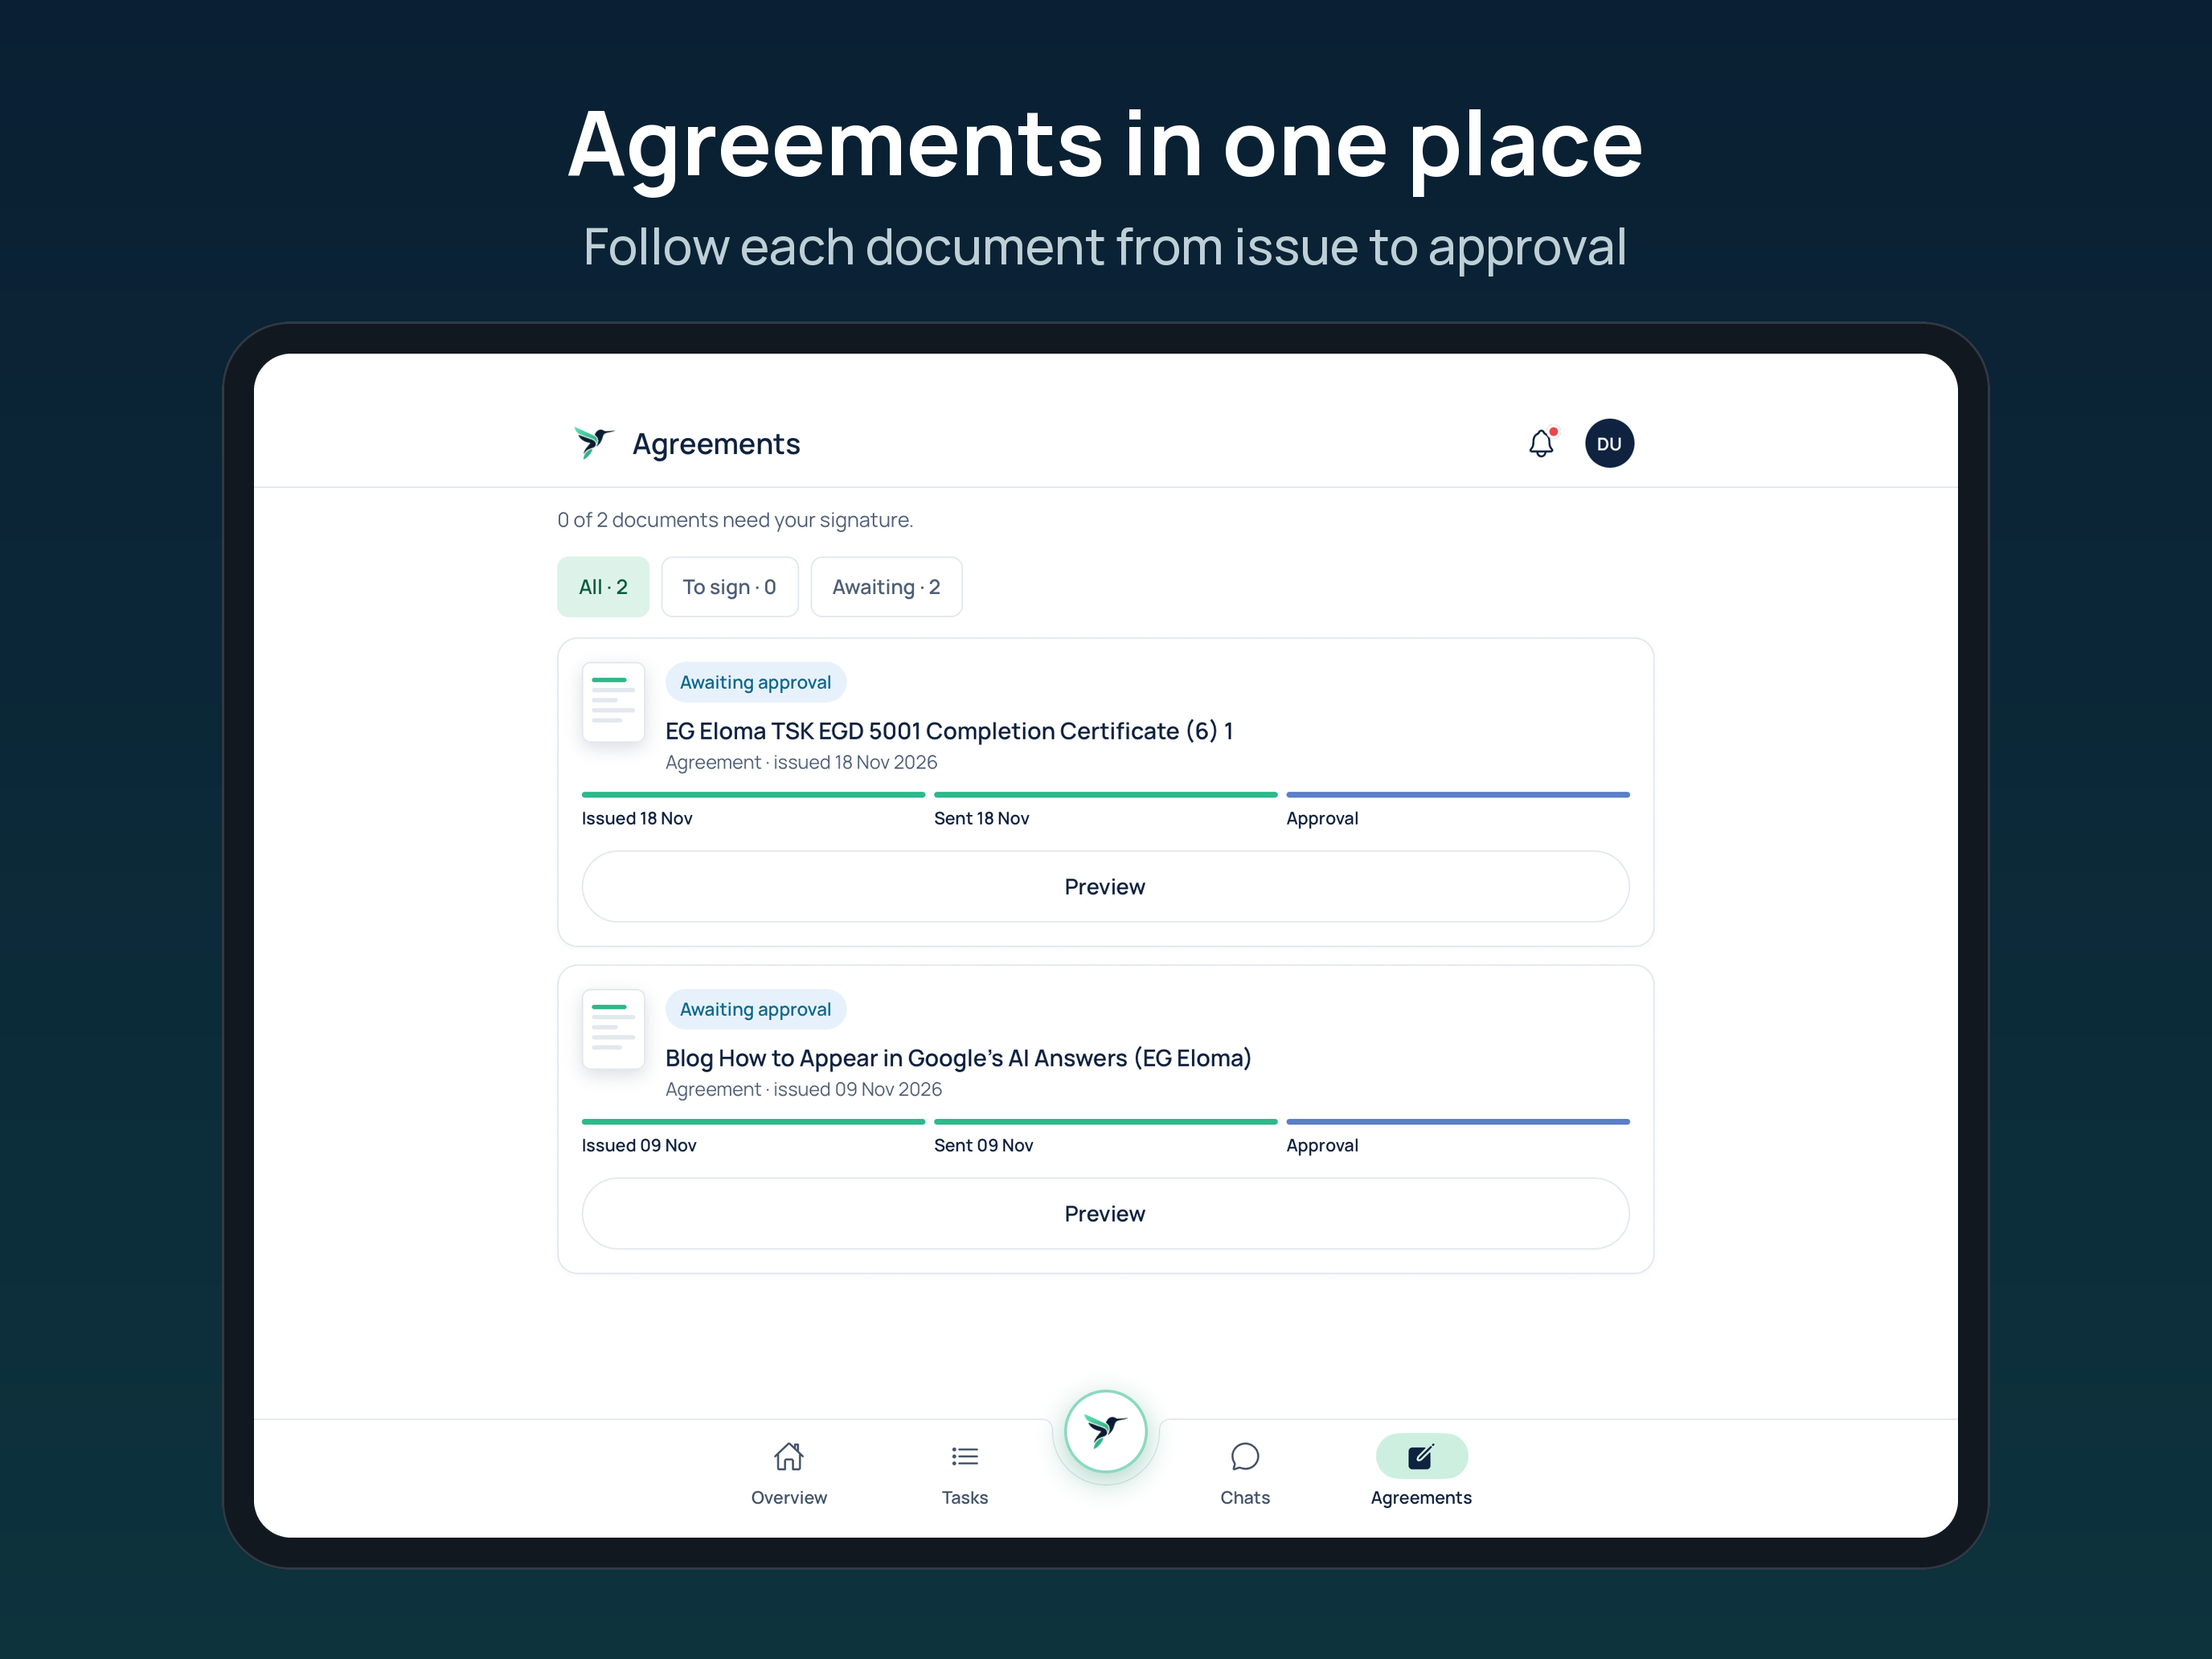 Agreements in one place
Follow each document from issue to approval
Agreements
DU
0 of 2 documents need your signature.
All · 2
To sign · 0
Awaiting · 2
Awaiting approval
EG Eloma TSK EGD 5001 Completion Certificate (6) 1
Agreement · issued 18 Nov 2026
Issued 18 Nov
Sent 18 Nov
Approval
Preview
Awaiting approval
Blog How to Appear in Google’s AI Answers (EG Eloma)
Agreement · issued 09 Nov 2026
Issued 09 Nov
Sent 09 Nov
Approval
Preview
Overview
Tasks
Chats
Agreements